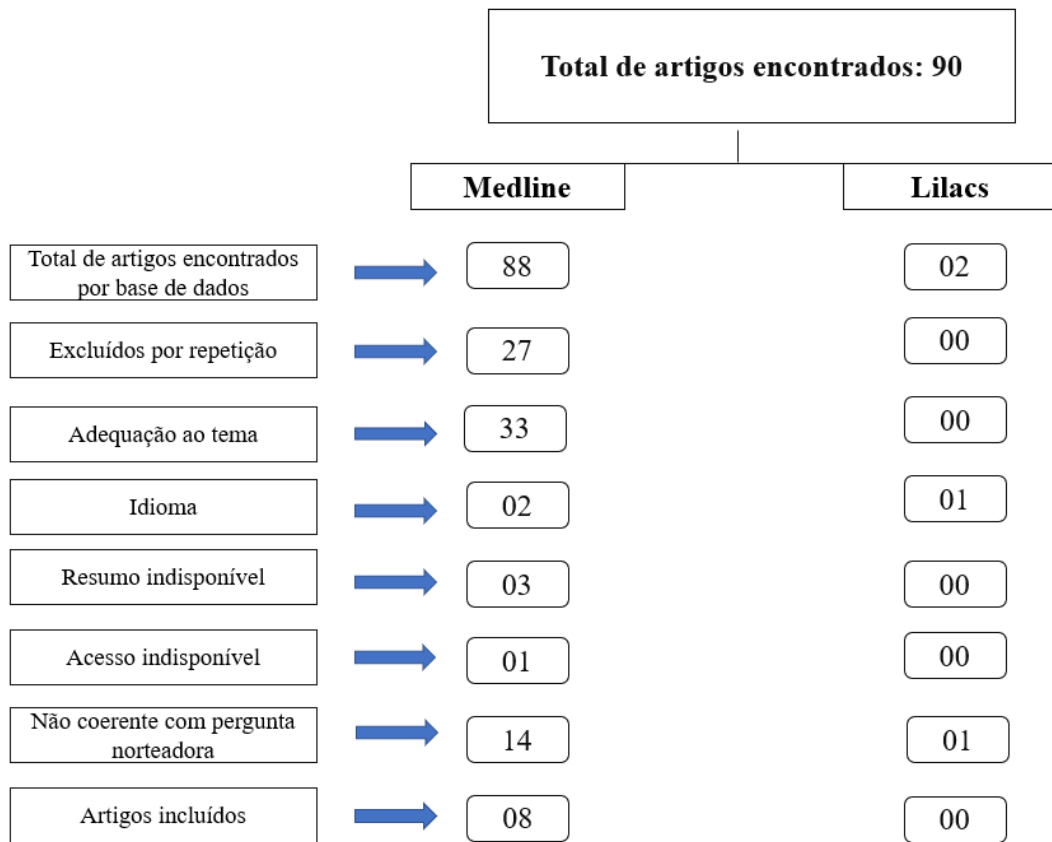 Total de artigos encontrados: 90
Medline
Lilacs
Total de artigos encontrados
por base de dados
88
02
Excluídos por repetição
27
00
Adequação ao tema
33
00
Idioma
02
01
Resumo indisponível
03
00
Acesso indisponível
01
00
Não coerente com pergunta
norteadora
14
01
Artigos incluídos
08
00